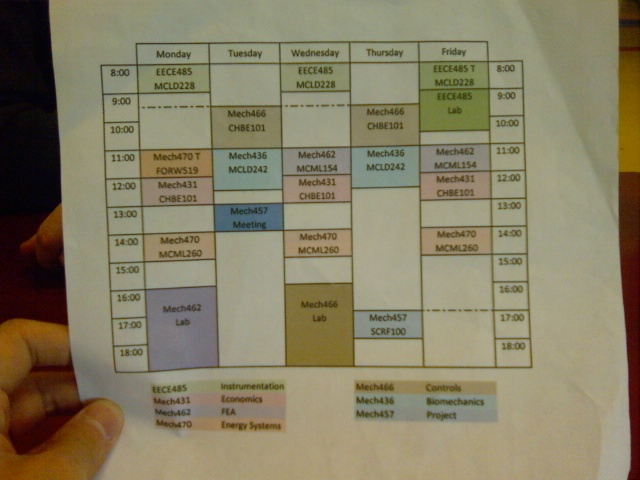 Monday Tuesday Wednesday Thursday Friday
8:00 EECE485 EECE485 EECE485 T 8:00
MCLD228 MCLD228 MCLD228
9:00 EECE485 9:00
Mech466 Mech466 Lab
10:00 CHBE101 CHBE101 10:00
11:00 Mech470 T Mech436 Mech462 Mech436 Mech462 11:00
FORW519 MCLD242 MCML154 MCLD242 MCML154
12:00 Mech431 Mech431 Mech431 12:00
CHBE101 CHBE101 CHBE101
13:00 Mech457 13:00
Meeting
14:00 Mech470 Mech470 Mech470 14:00
MCML260 MCML260 MCML260
15:00 15:00
16:00 Mech462 Mech466 16:00
Lab Lab
17:00 Mech457 17:00
SCRF100
18:00 18:00
EECE485 Instrumentation Mech466 Controls
Mech431 Economics Mech436 Biomechanics
Mech462 FEA Mech457 Project
Mech470 Energy Systems